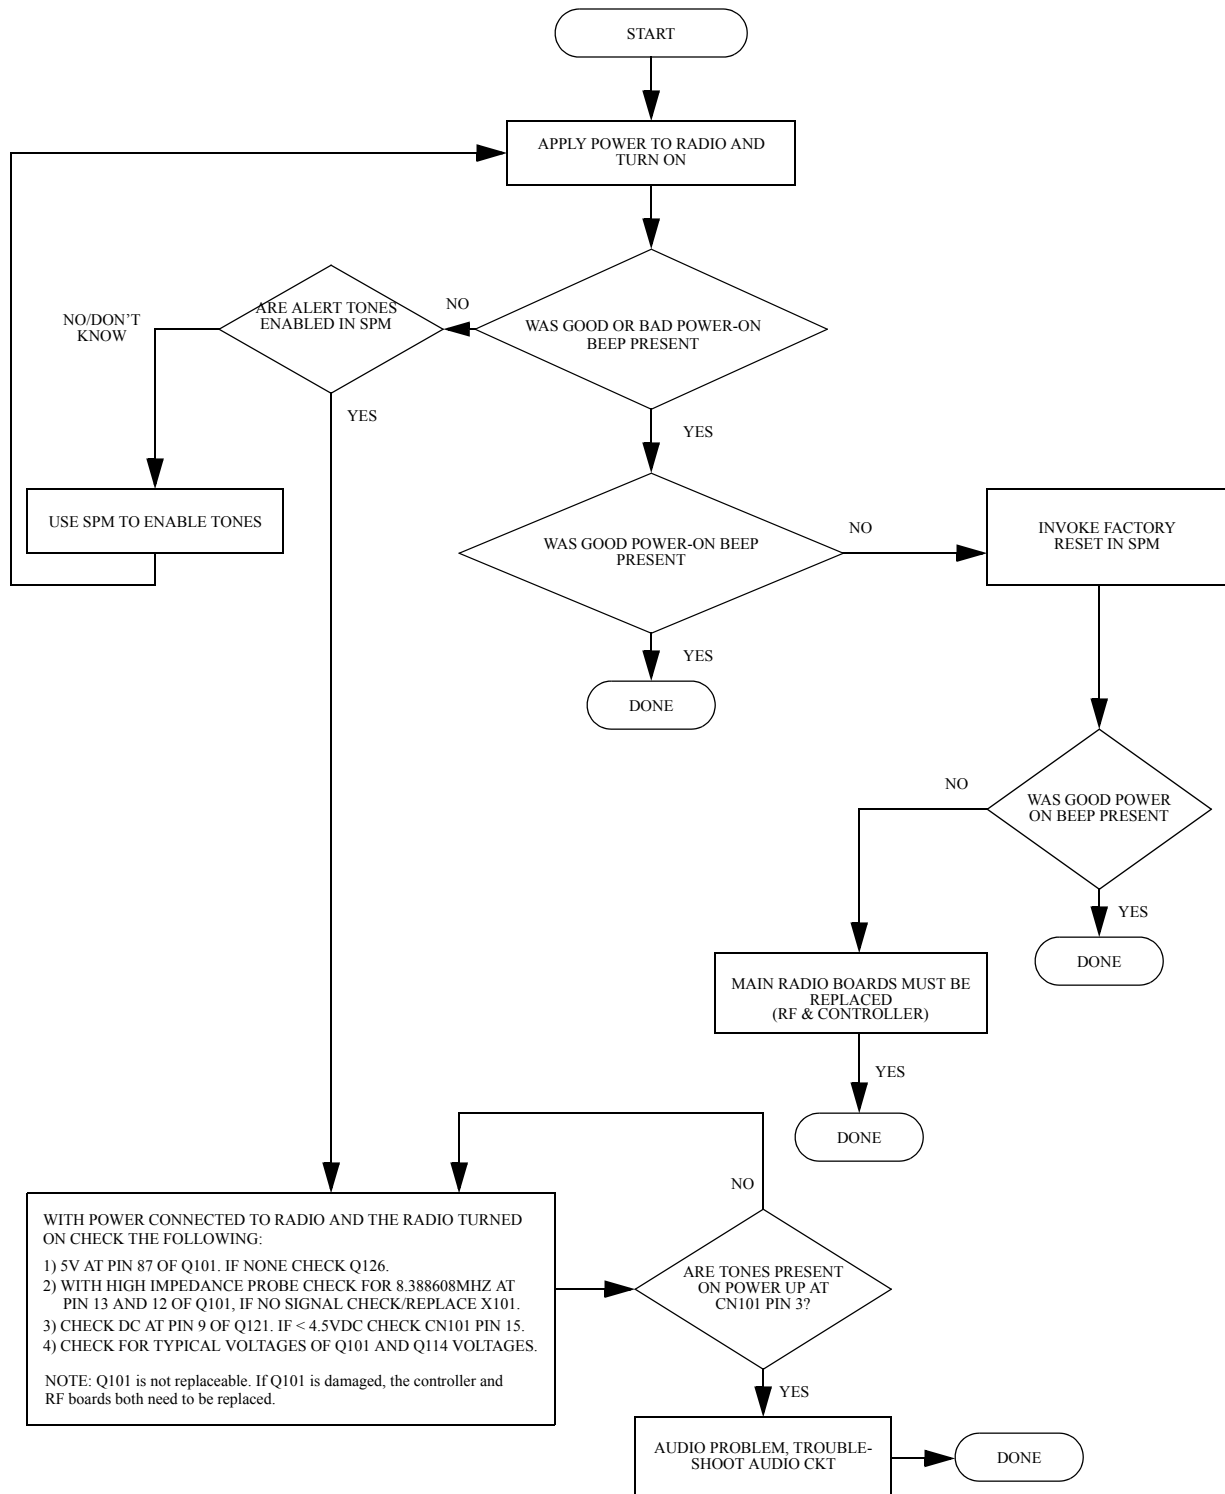 START
APPLY POWER TO RADIO AND
TURN ON
WAS GOOD OR BAD POWER-ON
BEEP PRESENT
NO
ARE ALERT TONES
ENABLED IN SPM
NO/DON'T
KNOW
YES
USE SPM TO ENABLE TONES
YES
WAS GOOD POWER-ON BEEP
PRESENT
NO
INVOKE FACTORY
RESET IN SPM
YES
DONE
WAS GOOD POWER
ON BEEP PRESENT
NO
YES
DONE
MAIN RADIO BOARDS MUST BE
REPLACED
(RF & CONTROLLER)
YES
DONE
WITH POWER CONNECTED TO RADIO AND THE RADIO TURNED
ON CHECK THE FOLLOWING:
1) 5V AT PIN 87 OF Q101. IF NONE CHECK Q126.
2) WITH HIGH IMPEDANCE PROBE CHECK FOR 8.388608MHZ AT
PIN 13 AND 12 OF Q101, IF NO SIGNAL CHECK/REPLACE X101.
3) CHECK DC AT PIN 9 OF Q121. IF < 4.5VDC CHECK CN101 PIN 15.
4) CHECK FOR TYPICAL VOLTAGES OF Q101 AND Q114 VOLTAGES.
NOTE: Q101 is not replaceable. If Q101 is damaged, the controller and
RF boards both need to be replaced.
NO
ARE TONES PRESENT
ON POWER UP AT
CN101 PIN 3?
YES
AUDIO PROBLEM, TROUBLE-
SHOOT AUDIO CKT
DONE